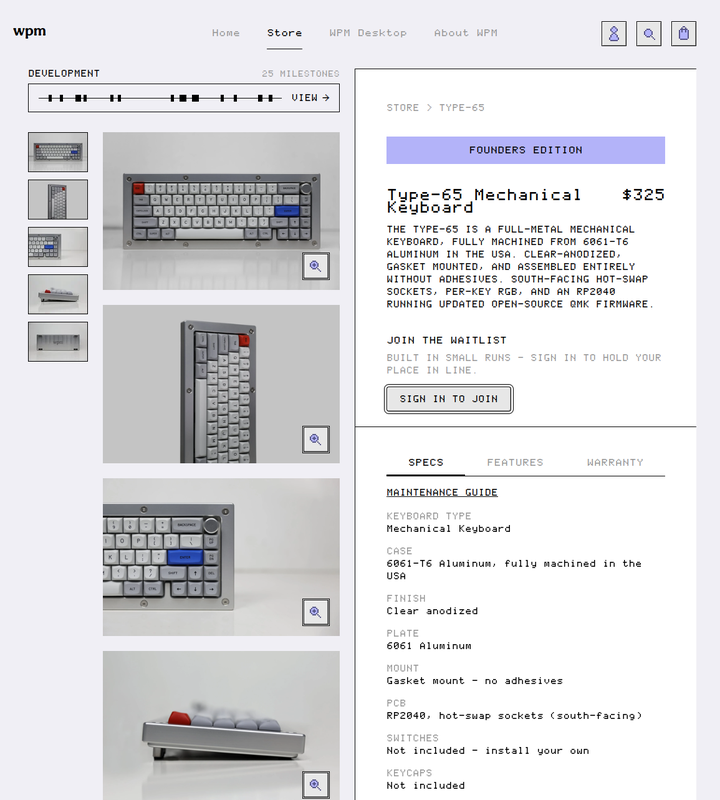 wpm
Home Store WPM Desktop About WPM
DEVELOPMENT 25 MILESTONES
VIEW →
STORE > TYPE-65
FOUNDERS EDITION
Type-65 Mechanical $325
Keyboard
THE TYPE-65 IS A FULL-METAL MECHANICAL
KEYBOARD, FULLY MACHINED FROM 6061-T6
ALUMINUM IN THE USA. CLEAR-ANODIZED,
GASKET MOUNTED, AND ASSEMBLED ENTIRELY
WITHOUT ADHESIVES. SOUTH-FACING HOT-SWAP
SOCKETS, PER-KEY RGB, AND AN RP2040
RUNNING UPDATED OPEN-SOURCE QMK FIRMWARE.
JOIN THE WAITLIST
BUILT IN SMALL RUNS - SIGN IN TO HOLD YOUR
PLACE IN LINE.
SIGN IN TO JOIN
SPECS FEATURES WARRANTY
MAINTENANCE GUIDE
KEYBOARD TYPE
Mechanical Keyboard
CASE
6061-T6 Aluminum, fully machined in the
USA
FINISH
Clear anodized
PLATE
6061 Aluminum
MOUNT
Gasket mount - no adhesives
PCB
RP2040, hot-swap sockets (south-facing)
SWITCHES
Not included - install your own
KEYCAPS
Not included